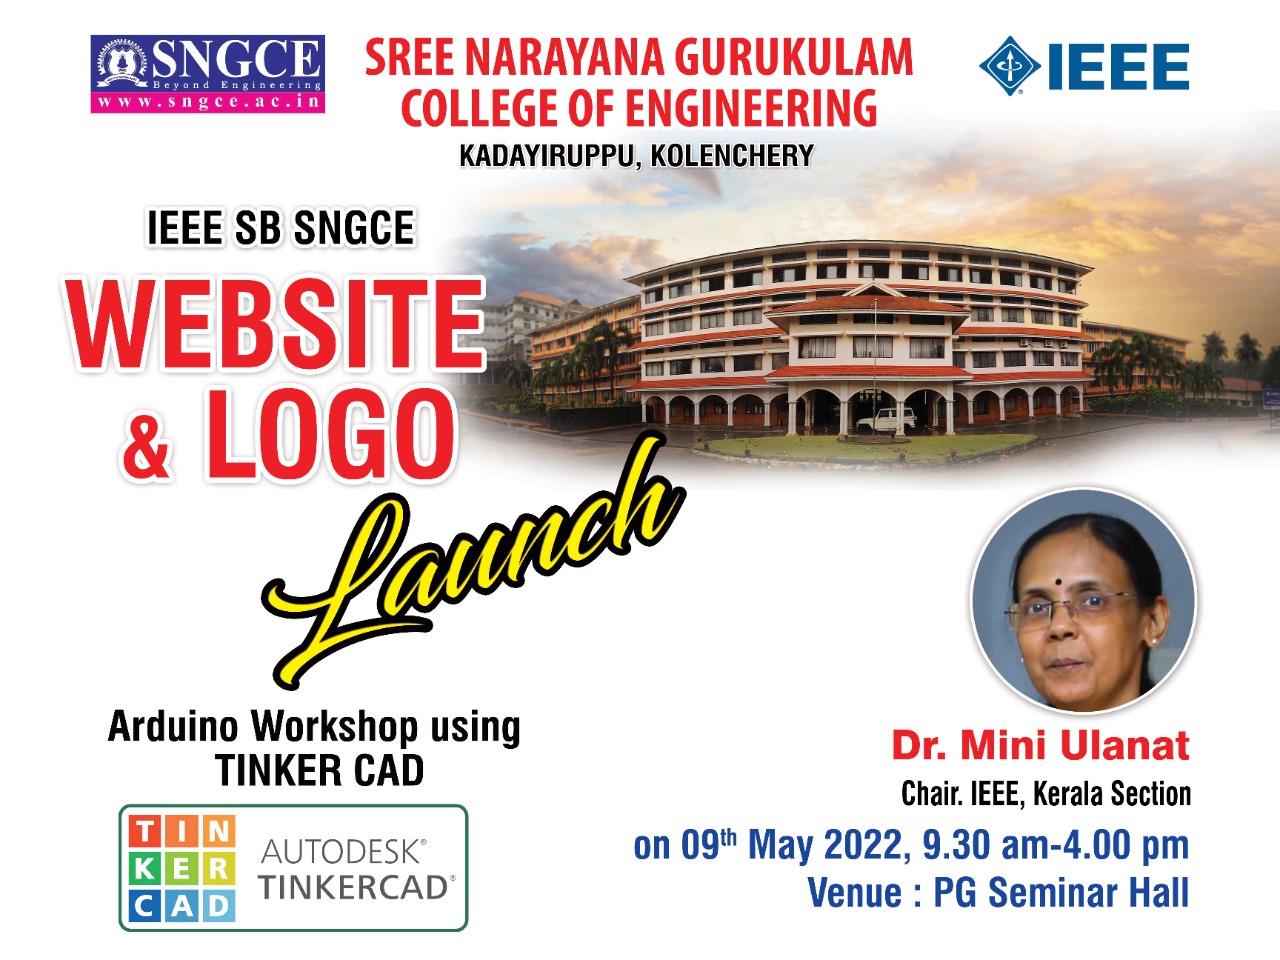 SNGCE
Beyond Engineering
www.sngce.ac.in
SREE NARAYANA GURUKULAM
COLLEGE OF ENGINEERING
KADAYIRUPPU, KOLENCHERY
IEEE
IEEE SB SNGCE
WEBSITE
& LOGO
Launch
Arduino Workshop using
TINKER CAD
TIN
KER
CAD
AUTODESK®
TINKERCAD®
Dr. Mini Ulanat
Chair. IEEE, Kerala Section
on 09th May 2022, 9.30 am-4.00 pm
Venue : PG Seminar Hall